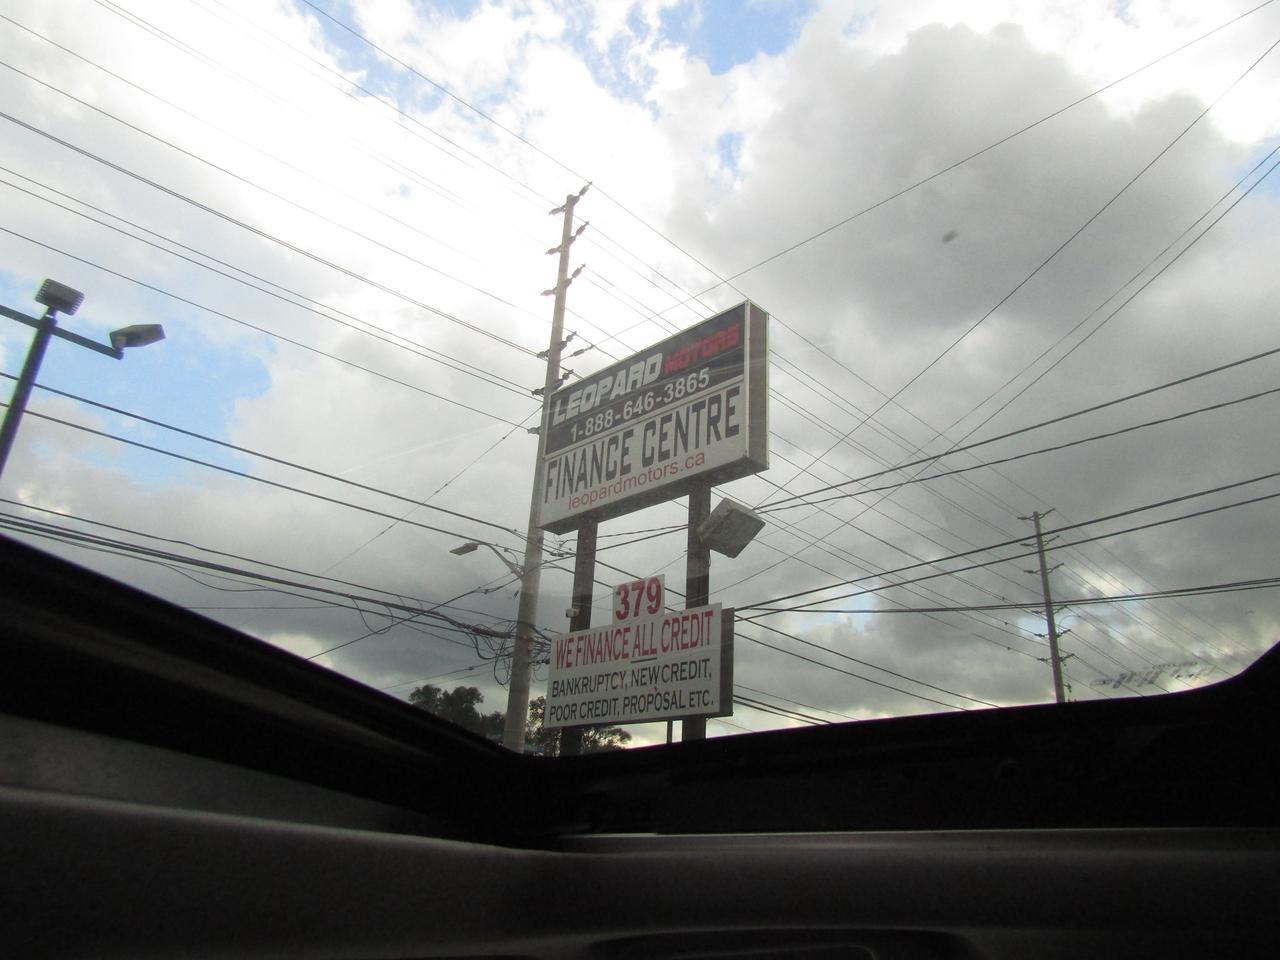 LEOPARD MOTORS
1-888-646-3865
FINANCE CENTRE
leopardmotors.ca
379
WE FINANCE ALL CREDIT
BANKRUPTCY, NEW CREDIT,
POOR CREDIT, PROPOSAL ETC.